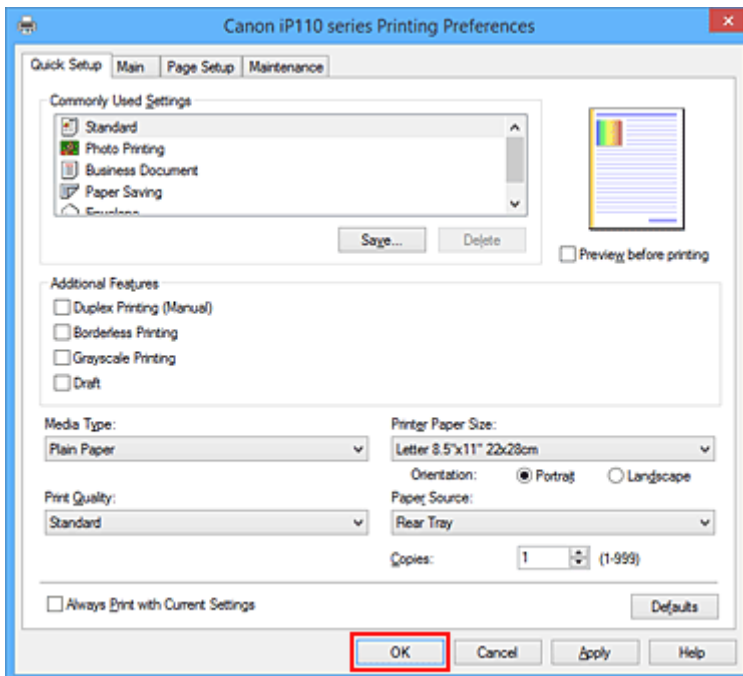 Canon iP110 series Printing Preferences
Quick Setup Main Page Setup Maintenance
Commonly Used Settings
Standard
Photo Printing
Business Document
Paper Saving
Envelope
Save... Delete
Preview before printing
Additional Features
Duplex Printing (Manual)
Borderless Printing
Grayscale Printing
Draft
Media Type: Printer Paper Size:
Plain Paper Letter 8.5"x11" 22x28cm
Orientation: Portrait Landscape
Print Quality: Paper Source:
Standard Rear Tray
Copies: 1 (1-999)
Always Print with Current Settings Defaults
OK Cancel Apply Help